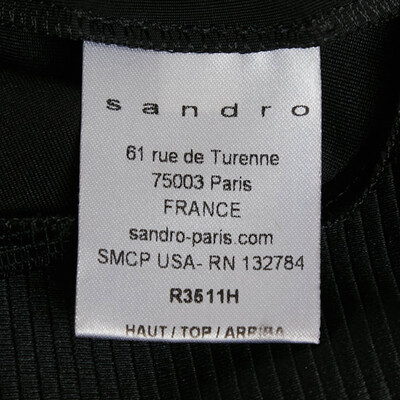 sandro
61 rue de Turenne
75003 Paris
FRANCE
sandro-paris.com
SMCP USA- RN 132784
R3511H
HAUT / TOP / ARRIBA